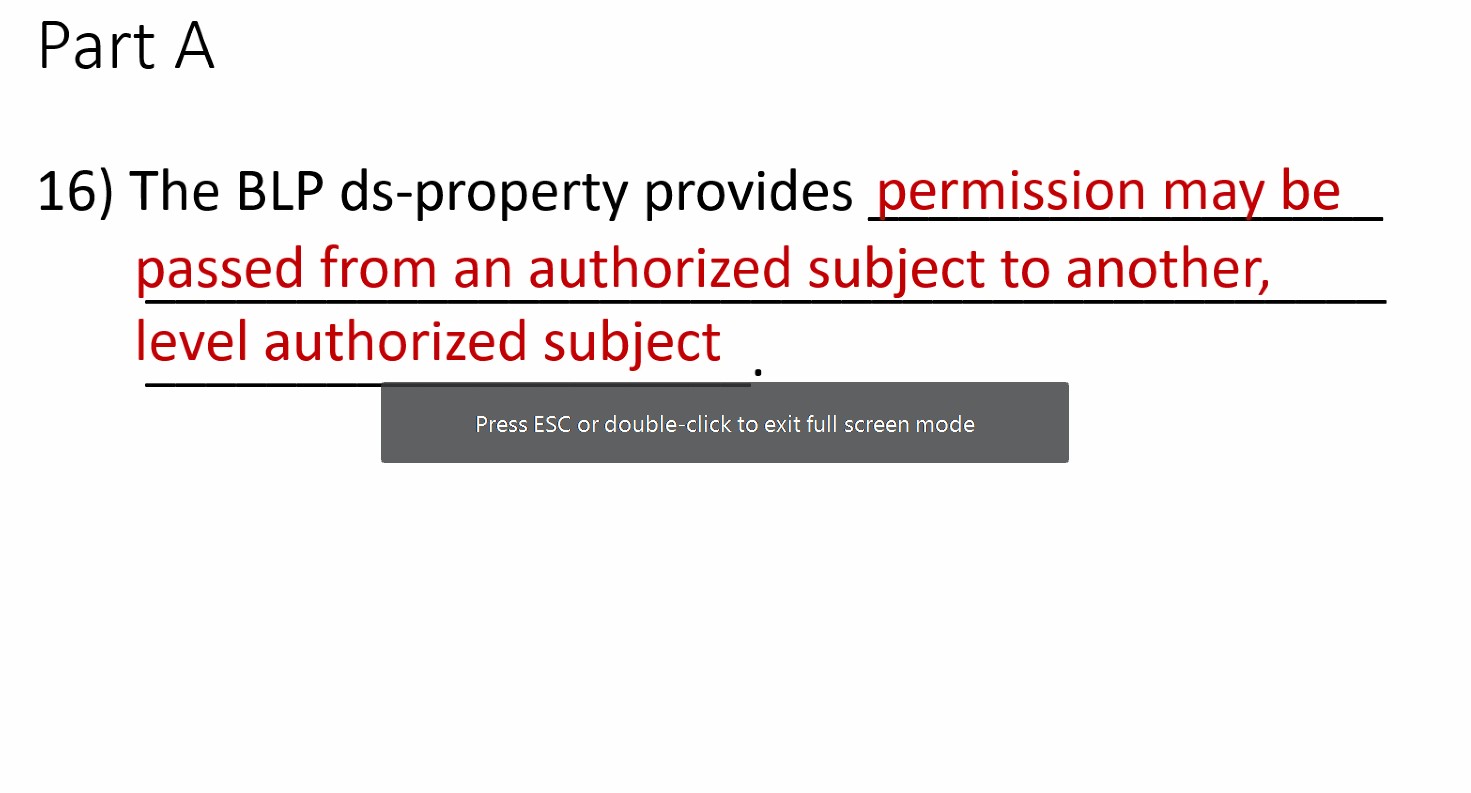 Part A
16) The BLP ds-property provides permission may be
passed from an authorized subject to another,
level authorized subject .
Press ESC or double-click to exit full screen mode